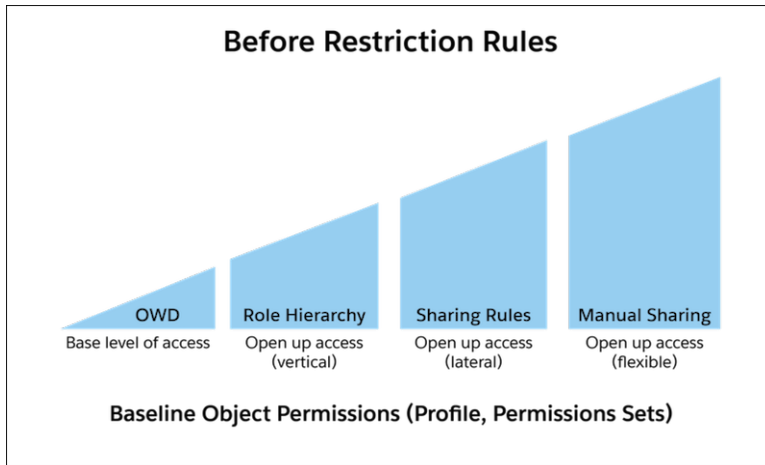 Before Restriction Rules
OWD
Role Hierarchy
Sharing Rules
Manual Sharing
Base level of access
Open up access
(vertical)
Open up access
(lateral)
Open up access
(flexible)
Baseline Object Permissions (Profile, Permissions Sets)